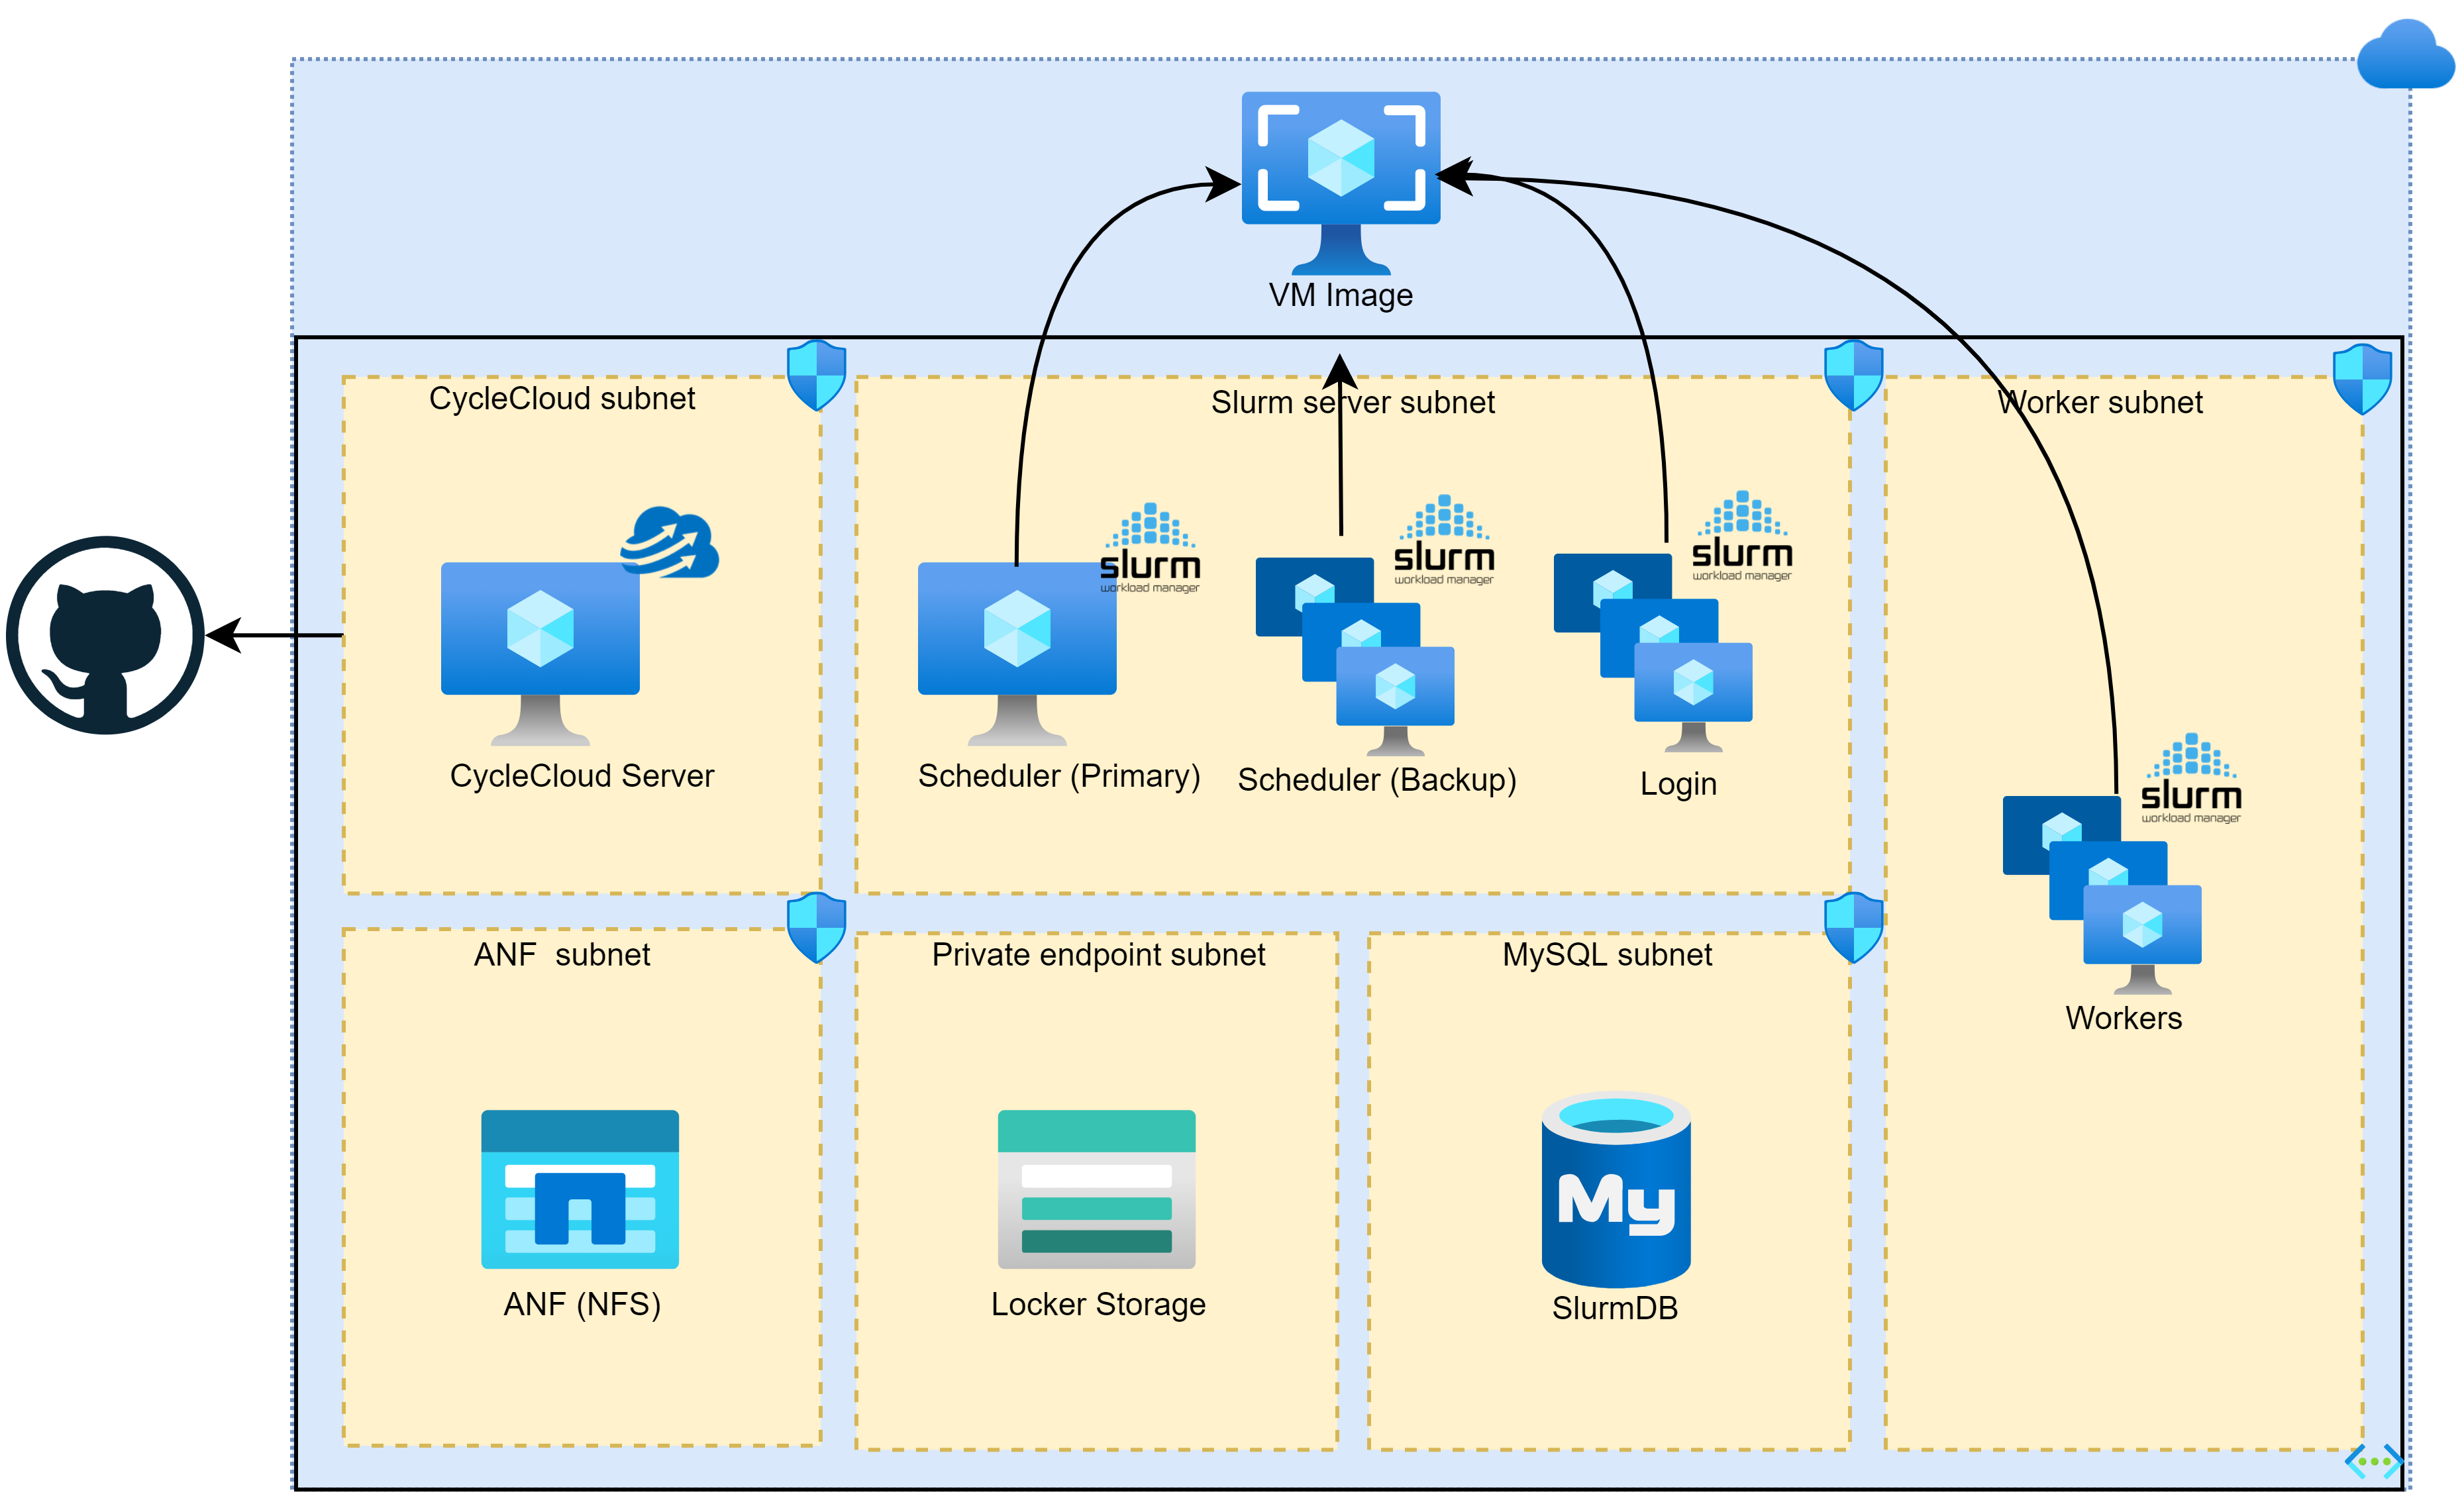 VM Image
CycleCloud subnet
Slurm server subnet
Worker subnet
slurm
workload manager
slurm
workload manager
slurm
workload manager
CycleCloud Server
Scheduler (Primary)
Scheduler (Backup)
Login
slurm
workload manager
Workers
ANF  subnet
Private endpoint subnet
MySQL subnet
My
ANF (NFS)
Locker Storage
SlurmDB